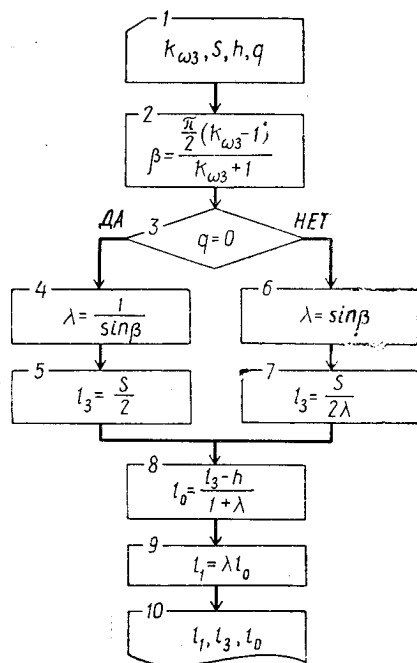 1
K_ω3, S, h, q
2
β = (π/2 (K_ω3 - 1)) / (K_ω3 + 1)
ДА 3 НЕТ
q = 0
4
λ = 1 / sinβ
6
λ = sinβ
5
l_3 = S / 2
7
l_3 = S / 2λ
8
l_0 = (l_3 - h) / (1 + λ)
9
l_1 = λ l_0
10
l_1, l_3, l_0